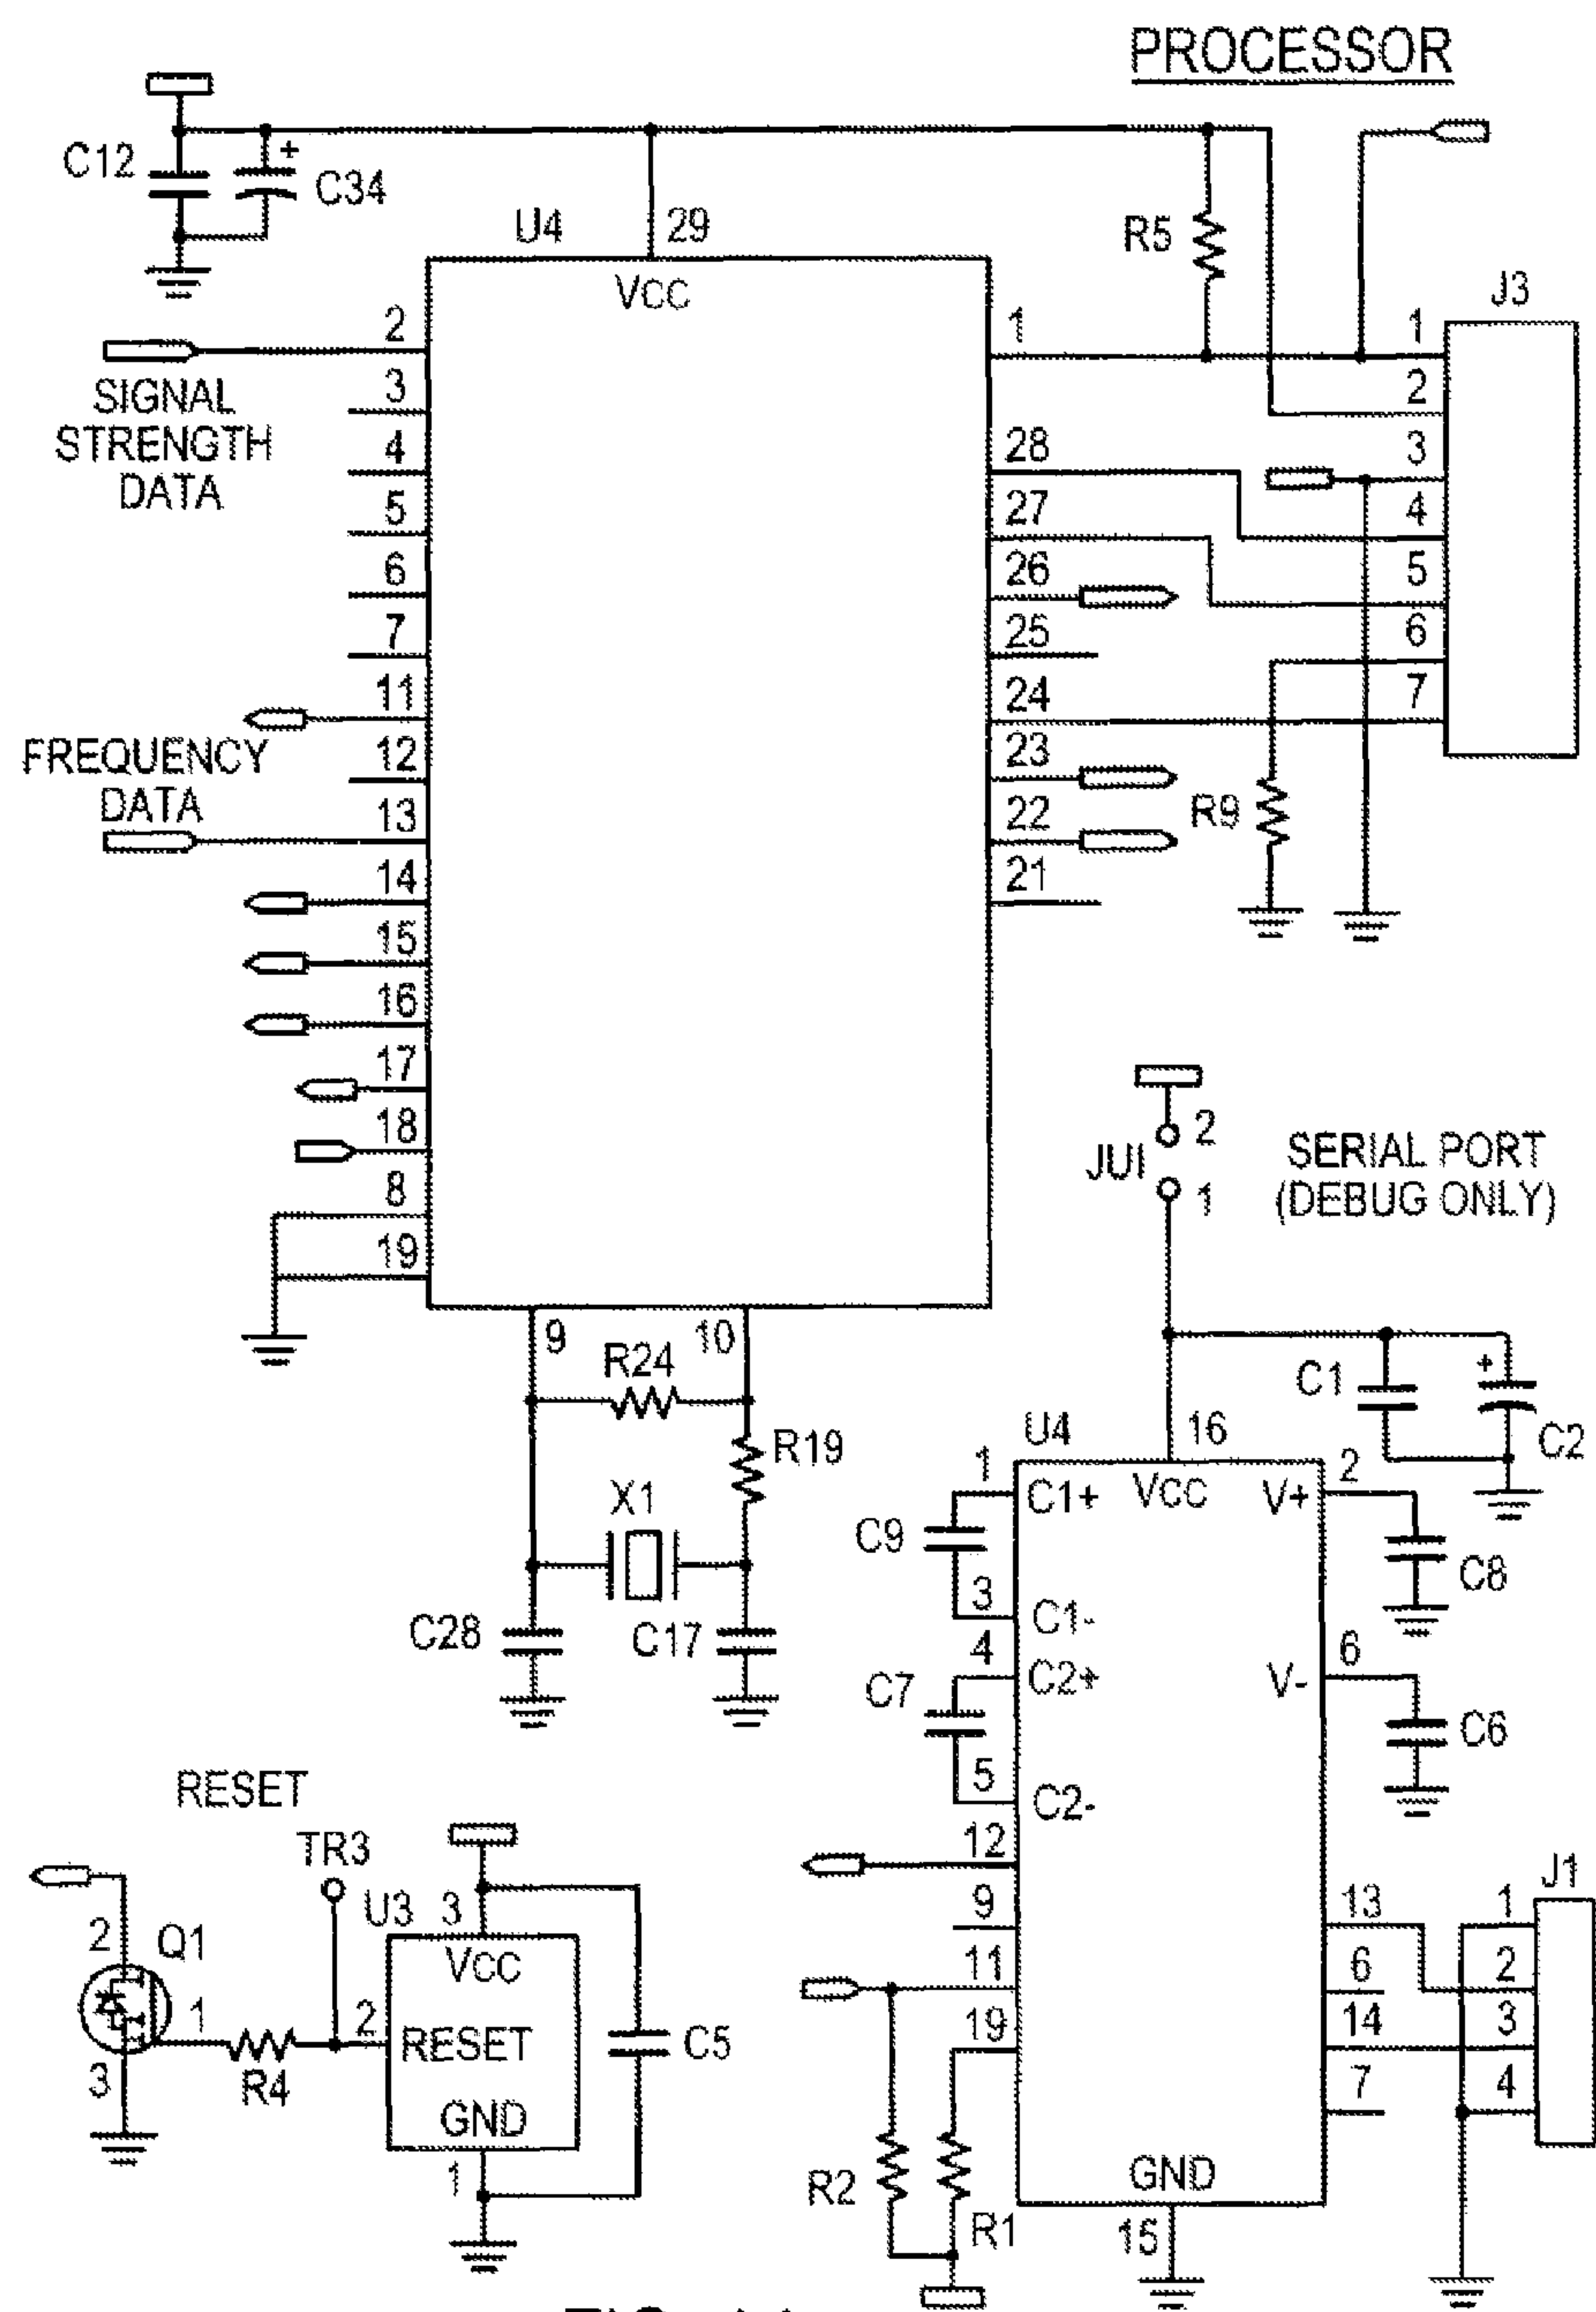 PROCESSOR
C12
+
C34
U4
29
VCC
R5
J3
2
SIGNAL
STRENGTH
DATA
3
4
5
6
7
11
FREQUENCY
DATA
12
13
14
15
16
17
18
8
19
1
28
27
26
25
24
23
22
21
1
2
3
4
5
6
7
R9
9
10
R24
R19
X1
C28
C17
2
JUI
1
SERIAL PORT
(DEBUG ONLY)
C1
+
C2
U4
16
1
C1+
VCC
V+
2
C9
C8
3
C1-
4
C2+
V-
6
C7
C6
5
C2-
12
9
11
19
13
6
14
7
J1
1
2
3
4
R2
R1
GND
15
RESET
TR3
U3
3
VCC
2
Q1
1
R4
2
RESET
C5
3
GND
1